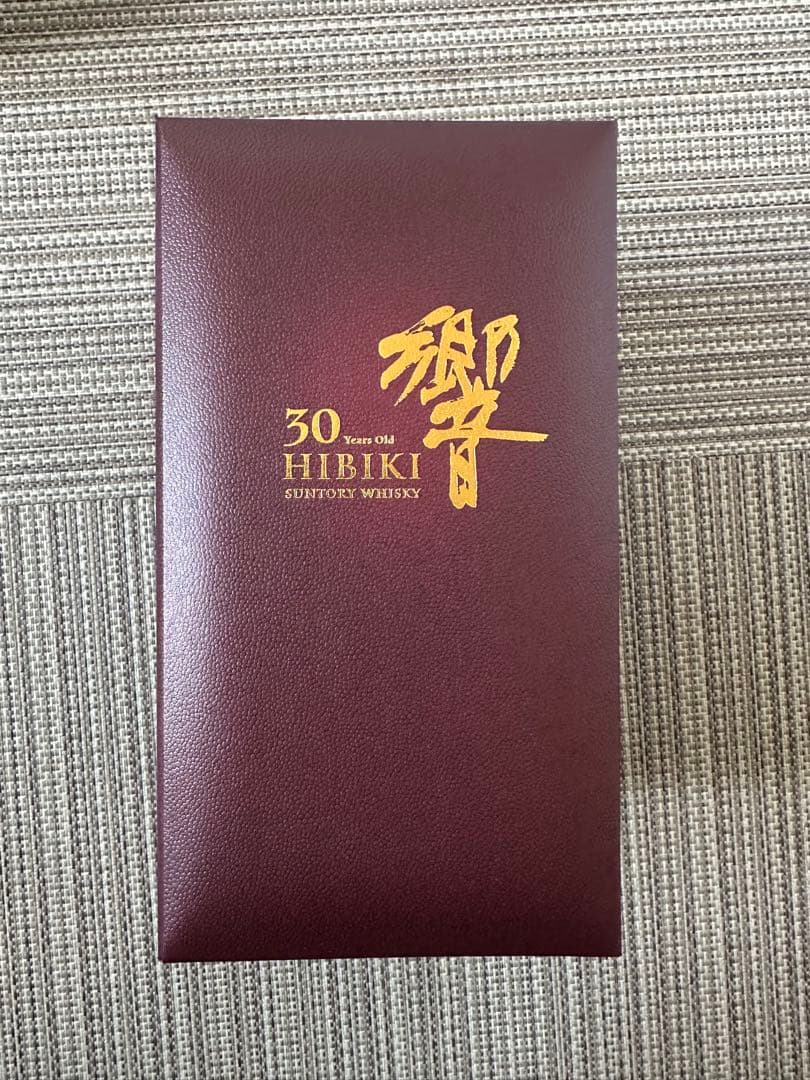 響
30 Years Old
HIBIKI
SUNTORY WHISKY